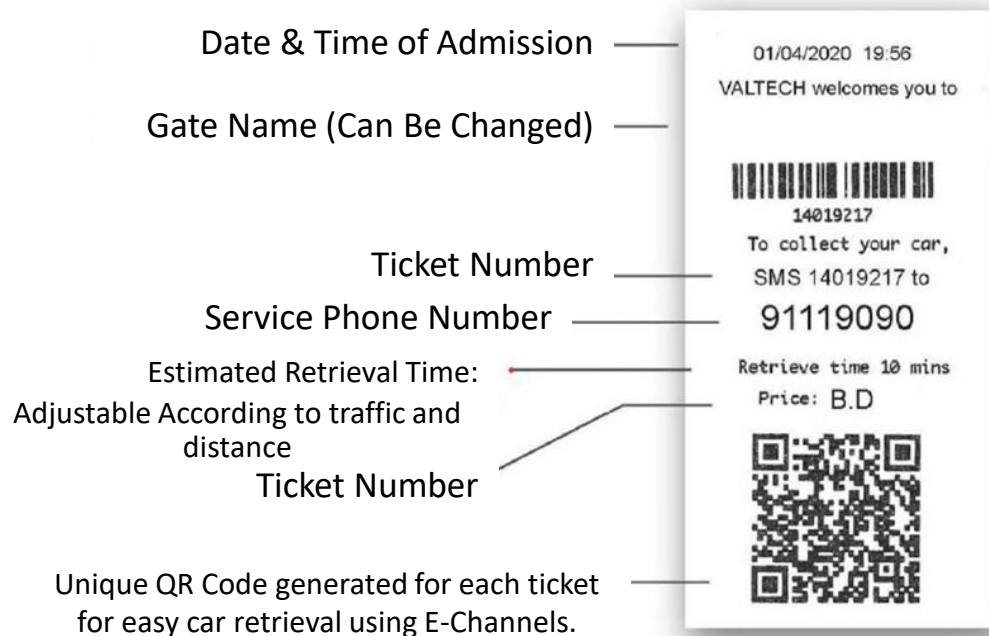 Date & Time of Admission
01/04/2020 19:56
VALTECH welcomes you to
Gate Name (Can Be Changed)
14019217
To collect your car,
Ticket Number
SMS 14019217 to
Service Phone Number
91119090
Estimated Retrieval Time:
Retrieve time 10 mins
Adjustable According to traffic and
distance
Price: B.D
Ticket Number
Unique QR Code generated for each ticket
for easy car retrieval using E-Channels.